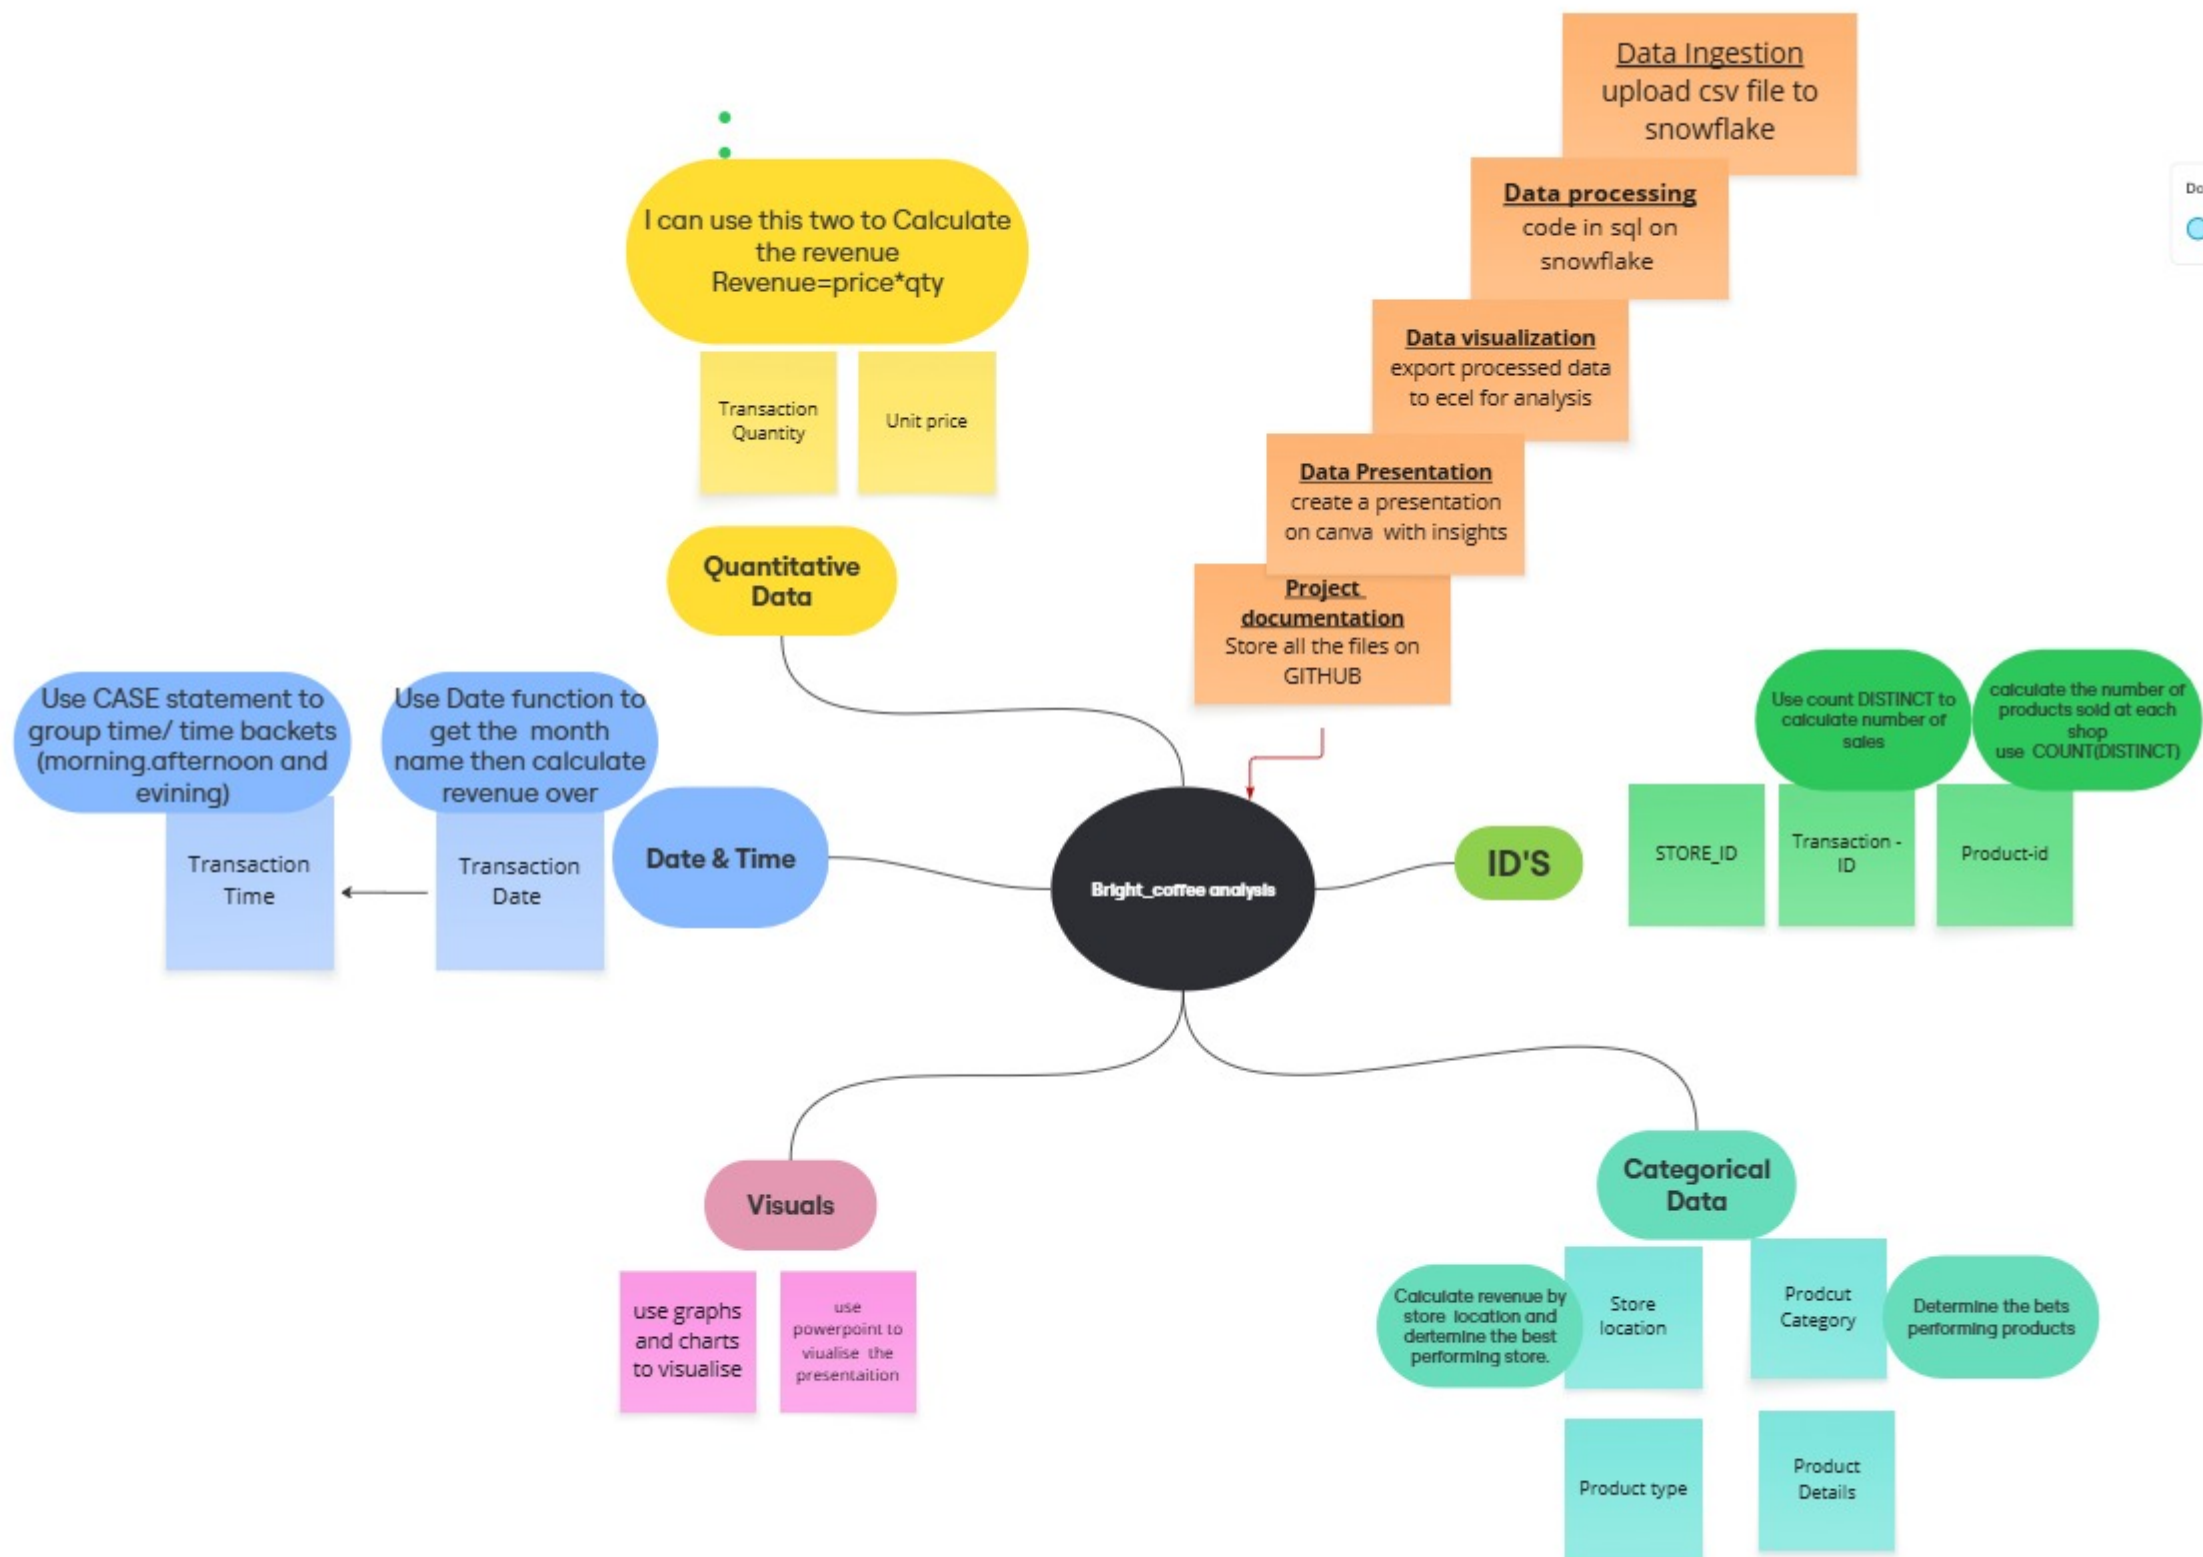 Data Ingestion
upload csv file to
snowflake
Data processing
code in sql on
snowflake
Data visualization
export processed data
to ecel for analysis
Data Presentation
create a presentation
on canva with insights
Project
documentation
Store all the files on
GITHUB
I can use this two to Calculate
the revenue
Revenue=price*qty
Transaction
Quantity
Unit price
Quantitative
Data
Use CASE statement to
group time/ time backets
(morning.afternoon and
evining)
Use Date function to
get the month
name then calculate
revenue over
Transaction
Time
Transaction
Date
Date & Time
Bright_coffee analysis
ID'S
Use count DISTINCT to
calculate number of
sales
calculate the number of
products sold at each
shop
use COUNT(DISTINCT)
STORE_ID
Transaction -
ID
Product-id
Visuals
use graphs
and charts
to visualise
use
powerpoint to
viualise the
presentaition
Categorical
Data
Calculate revenue by
store location and
dertemine the best
performing store.
Store
location
Prodcut
Category
Determine the bets
performing products
Product type
Product
Details